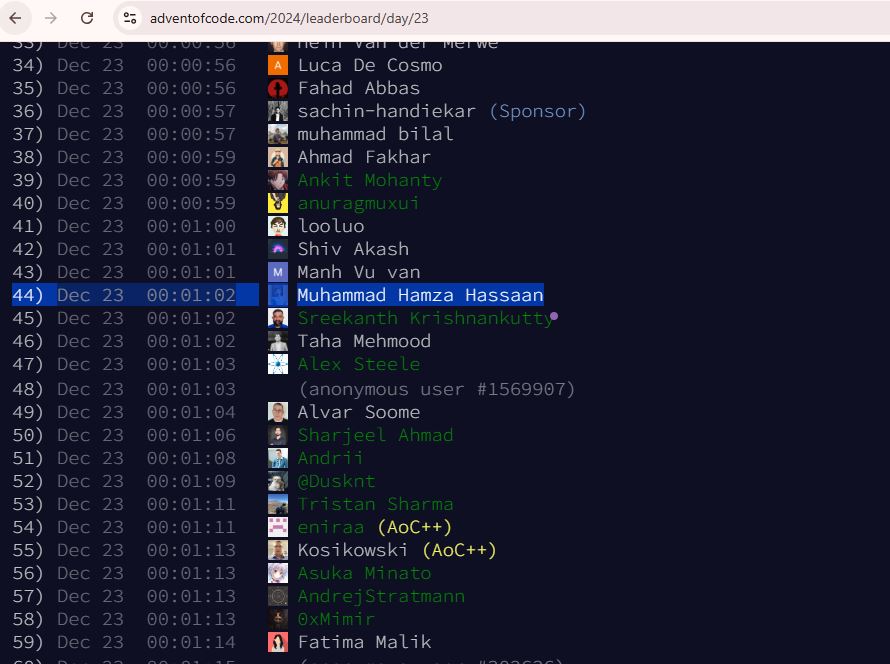 adventofcode.com/2024/leaderboard/day/23
33) Dec 23 00:00:56 Hein van der Merwe
34) Dec 23 00:00:56 A Luca De Cosmo
35) Dec 23 00:00:56 Fahad Abbas
36) Dec 23 00:00:57 sachin-handiekar (Sponsor)
37) Dec 23 00:00:57 muhammad bilal
38) Dec 23 00:00:59 Ahmad Fakhar
39) Dec 23 00:00:59 Ankit Mohanty
40) Dec 23 00:00:59 anuragmuxui
41) Dec 23 00:01:00 looluo
42) Dec 23 00:01:01 Shiv Akash
43) Dec 23 00:01:01 M Manh Vu van
44) Dec 23 00:01:02 Muhammad Hamza Hassaan
45) Dec 23 00:01:02 Sreekanth Krishnankutty
46) Dec 23 00:01:02 Taha Mehmood
47) Dec 23 00:01:03 Alex Steele
48) Dec 23 00:01:03 (anonymous user #1569907)
49) Dec 23 00:01:04 Alvar Soome
50) Dec 23 00:01:06 Sharjeel Ahmad
51) Dec 23 00:01:08 Andrii
52) Dec 23 00:01:09 @Dusknt
53) Dec 23 00:01:11 Tristan Sharma
54) Dec 23 00:01:11 eniraa (AoC++)
55) Dec 23 00:01:13 Kosikowski (AoC++)
56) Dec 23 00:01:13 Asuka Minato
57) Dec 23 00:01:13 AndrejStratmann
58) Dec 23 00:01:13 0xMimir
59) Dec 23 00:01:14 Fatima Malik